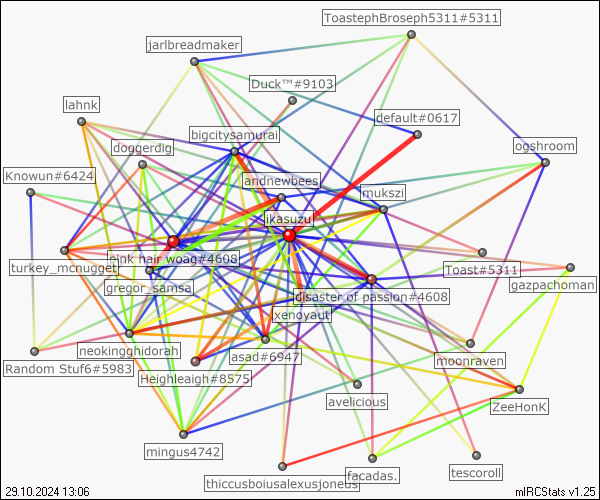 ToastephBroseph5311#5311
jarlbreadmaker
Duck™#9103
lahnk
default#0617
bigcitysamurai
doggerdig
ogshroom
Knowun#6424
andnewbees
mukszi
ikasuzu
pink hair woag#4608
turkey_mcnugget
Toast#5311
gregor_samsa
gazpachoman
disaster of passion#4608
xenoyaut
neokingghidorah
lasad#6947
moonraven
Random Stuf6#5983
Heighleaigh#8575
avelicious
ZeeHonK
mingus4742
thiccusboiusalexusjoneus
facadas.
tescoroll
29.10.2024 13:06
mIRCStats v1.25